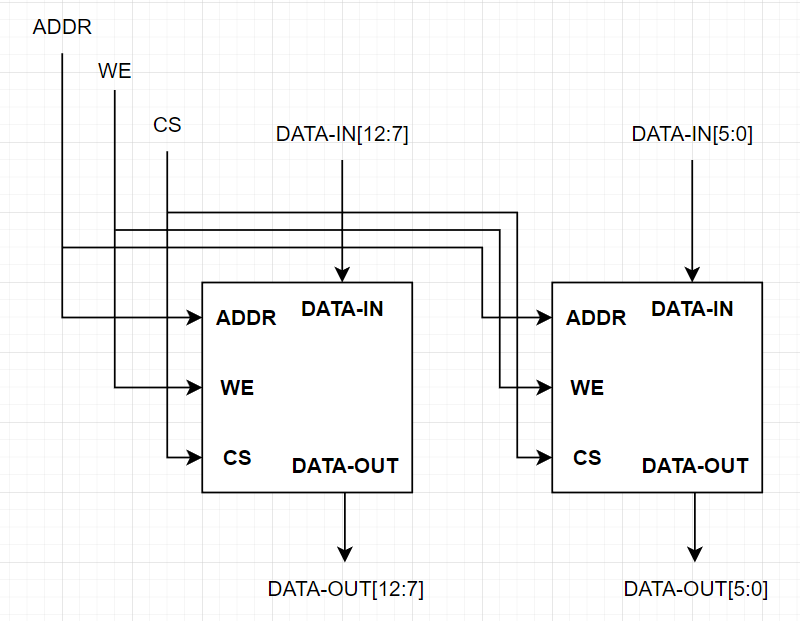 ADDR
WE
CS
DATA-IN[12:7]
DATA-IN[5:0]
DATA-IN
ADDR
WE
CS
DATA-OUT
DATA-IN
ADDR
WE
CS
DATA-OUT
DATA-OUT[12:7]
DATA-OUT[5:0]